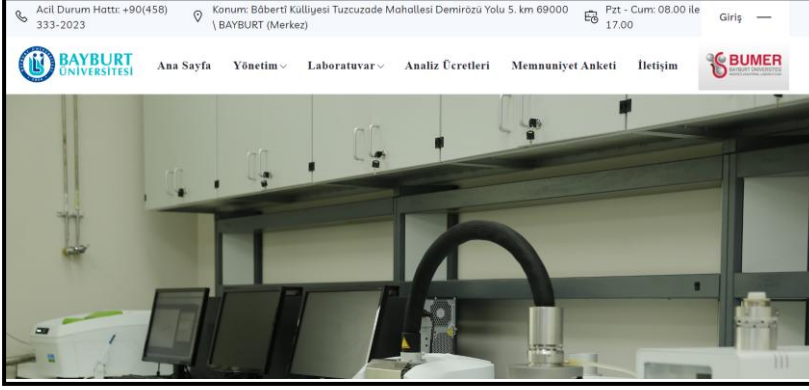 Acil Durum Hattı: +90(458)
333-2023
Konum: Bâbertî Külliyesi Tuzcuzade Mahallesi Demirözü Yolu 5. km 69000
\ BAYBURT (Merkez)
Pzt - Cum: 08.00 ile
17.00
Giriş
BAYBURT
ÜNİVERSİTESİ
Ana Sayfa Yönetim Laboratuvar Analiz Ücretleri Memnuniyet Anketi İletişim
BUMER